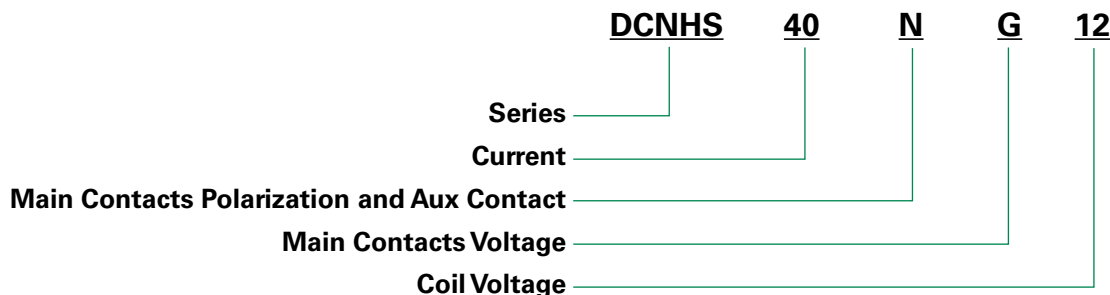 DCNHS 40 N G 12
Series
Current
Main Contacts Polarization and Aux Contact
Main Contacts Voltage
Coil Voltage